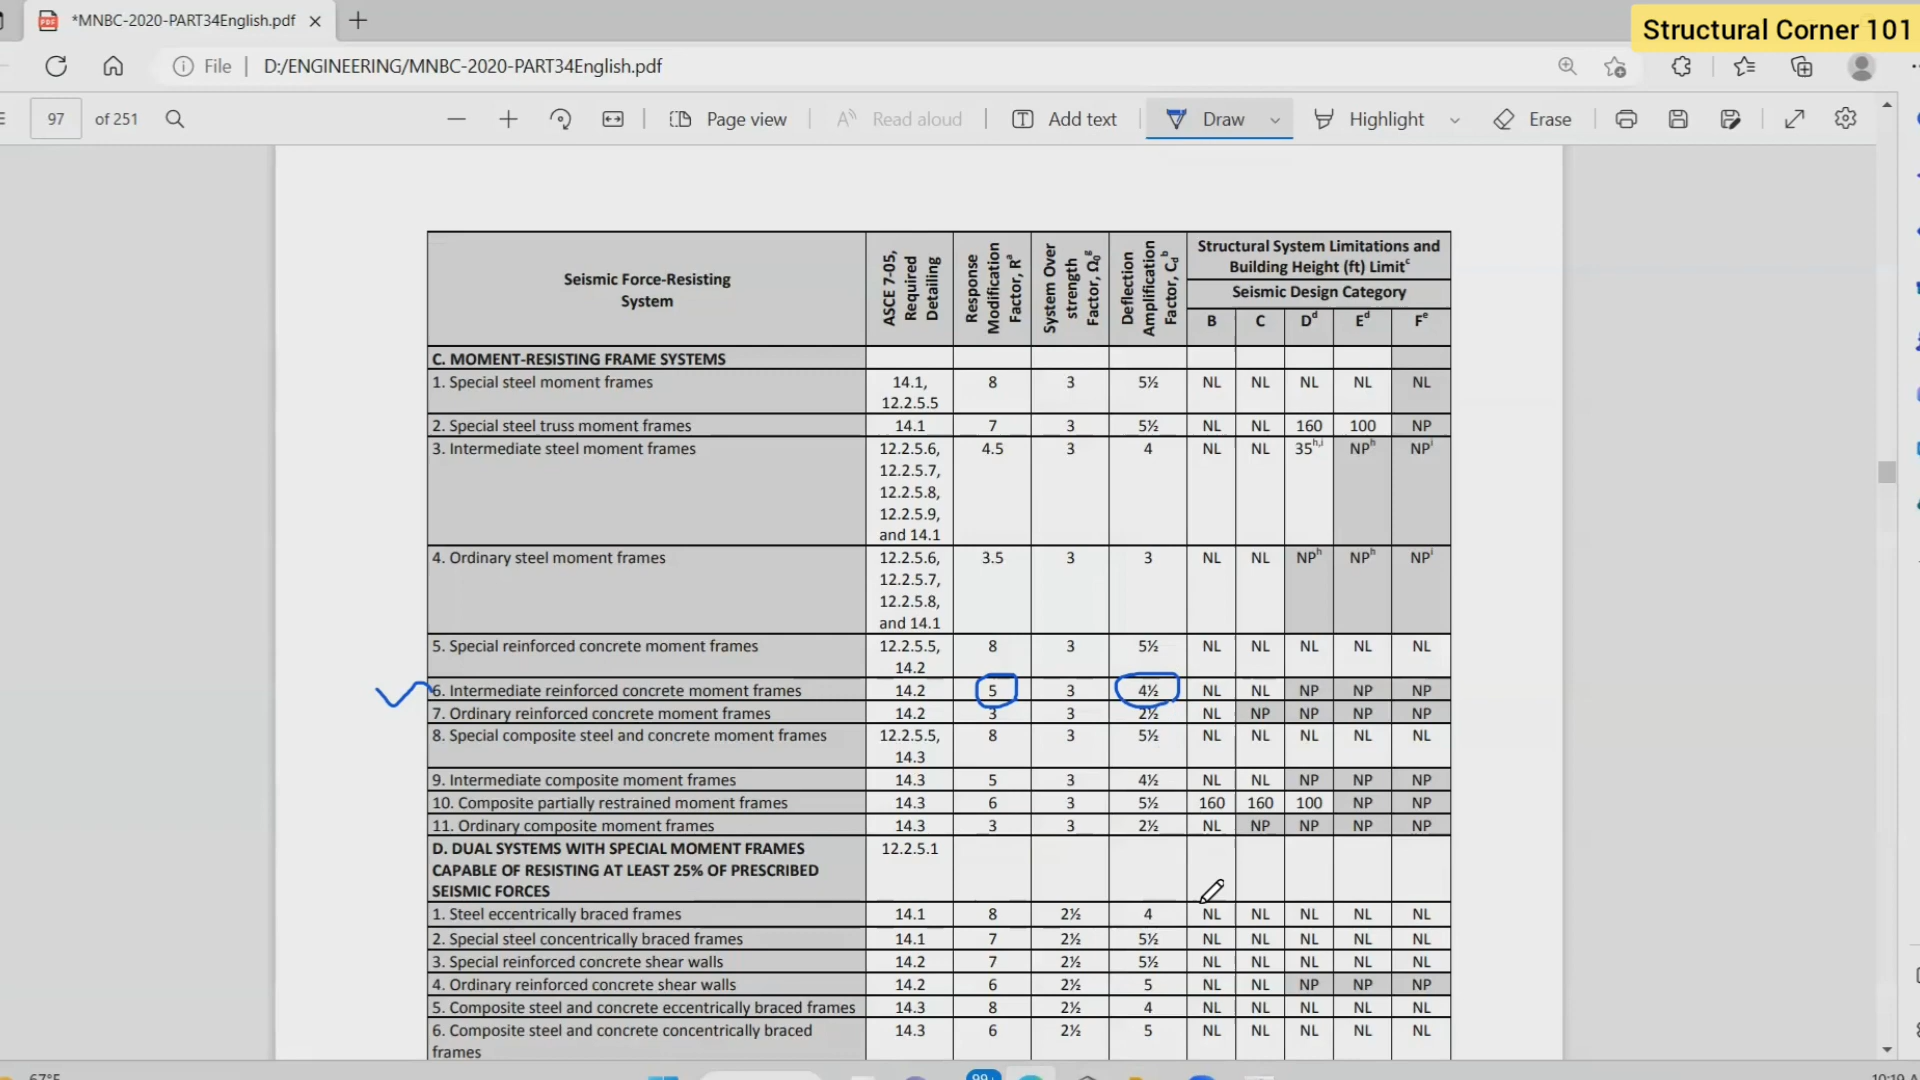 *MNBC-2020-PART34English.pdf
Structural Corner 101
File
D:/ENGINEERING/MNBC-2020-PART34English.pdf
97 of 251
Page view
Read aloud
Add text
Draw
Highlight
Erase
Seismic Force-Resisting System
ASCE 7-05, Required Detailing
Response Modification Factor, Rª
System Over strength Factor, Ω₀ᵍ
Deflection Amplification Factor, C_dᵇ
Structural System Limitations and Building Height (ft) Limitᶜ
Seismic Design Category
B C Dᵈ Eᵈ Fᵉ
C. MOMENT-RESISTING FRAME SYSTEMS
1. Special steel moment frames 14.1, 12.2.5.5 8 3 5½ NL NL NL NL NL
2. Special steel truss moment frames 14.1 7 3 5½ NL NL 160 100 NP
3. Intermediate steel moment frames 12.2.5.6, 12.2.5.7, 12.2.5.8, 12.2.5.9, and 14.1 4.5 3 4 NL NL 35ʰ,ⁱ NPʰ NPⁱ
4. Ordinary steel moment frames 12.2.5.6, 12.2.5.7, 12.2.5.8, and 14.1 3.5 3 3 NL NL NPʰ NPʰ NPⁱ
5. Special reinforced concrete moment frames 12.2.5.5, 14.2 8 3 5½ NL NL NL NL NL
6. Intermediate reinforced concrete moment frames 14.2 5 3 4½ NL NL NP NP NP
7. Ordinary reinforced concrete moment frames 14.2 3 3 2½ NL NP NP NP NP
8. Special composite steel and concrete moment frames 12.2.5.5, 14.3 8 3 5½ NL NL NL NL NL
9. Intermediate composite moment frames 14.3 5 3 4½ NL NL NP NP NP
10. Composite partially restrained moment frames 14.3 6 3 5½ 160 160 100 NP NP
11. Ordinary composite moment frames 14.3 3 3 2½ NL NP NP NP NP
D. DUAL SYSTEMS WITH SPECIAL MOMENT FRAMES 12.2.5.1
CAPABLE OF RESISTING AT LEAST 25% OF PRESCRIBED
SEISMIC FORCES
1. Steel eccentrically braced frames 14.1 8 2½ 4 NL NL NL NL NL
2. Special steel concentrically braced frames 14.1 7 2½ 5½ NL NL NL NL NL
3. Special reinforced concrete shear walls 14.2 7 2½ 5½ NL NL NL NL NL
4. Ordinary reinforced concrete shear walls 14.2 6 2½ 5 NL NL NP NP NP
5. Composite steel and concrete eccentrically braced frames 14.3 8 2½ 4 NL NL NL NL NL
6. Composite steel and concrete concentrically braced 14.3 6 2½ 5 NL NL NL NL NL
frames